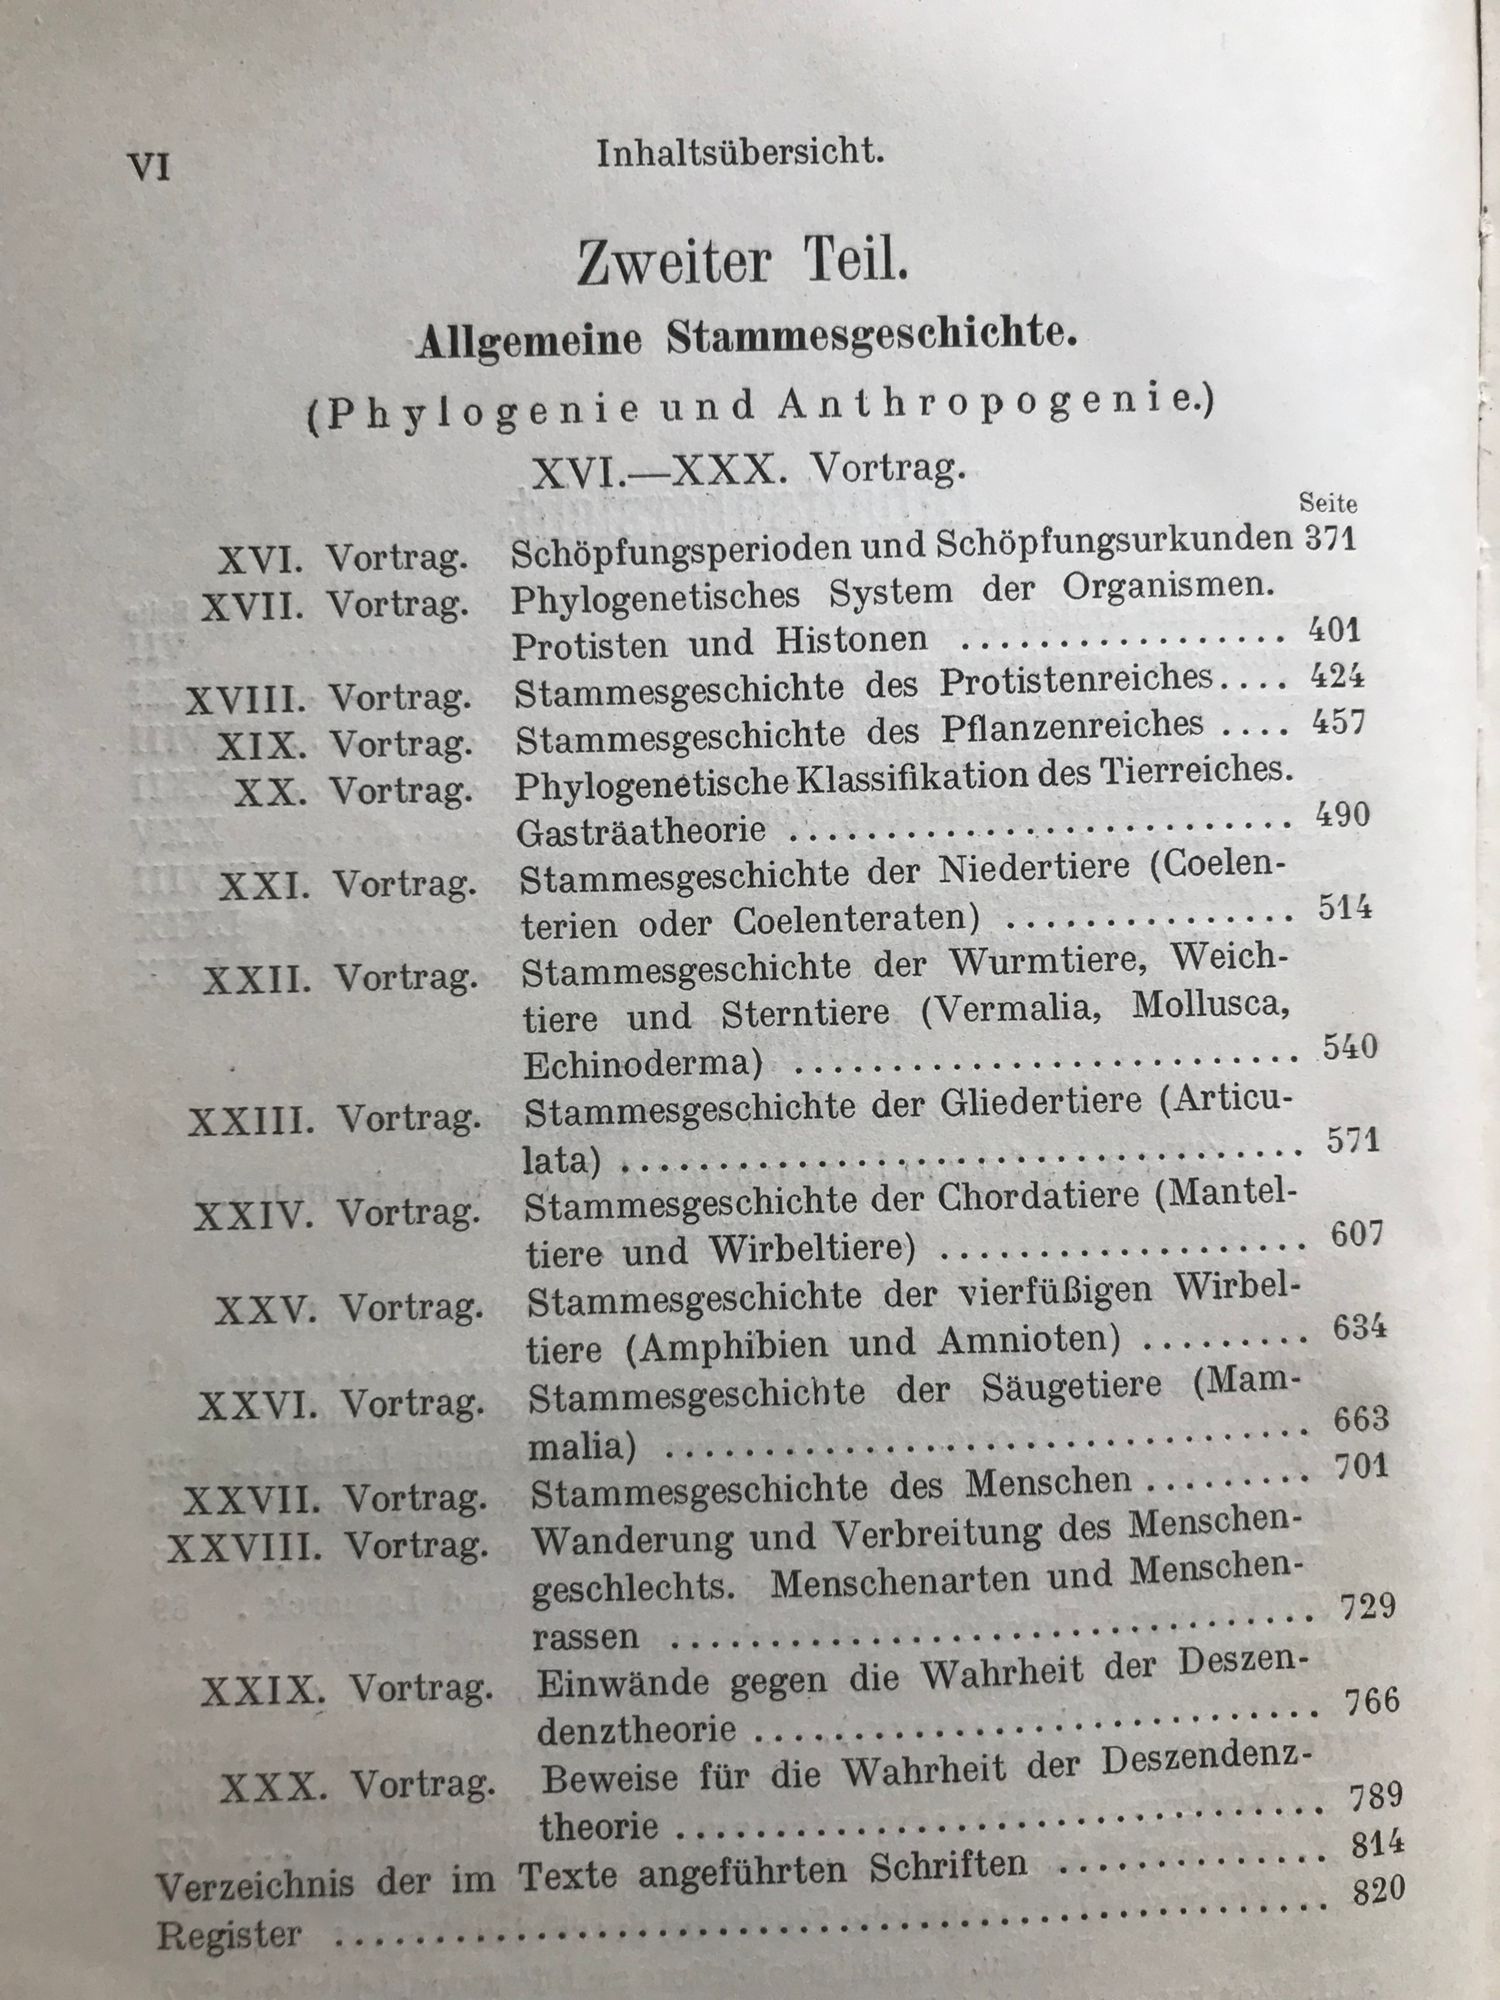 VI
Inhaltsübersicht.
Zweiter Teil.
Allgemeine Stammesgeschichte.
(Phylogenie und Anthropogenie.)
XVI.—XXX. Vortrag.
Seite
XVI. Vortrag. Schöpfungsperioden und Schöpfungsurkunden 371
XVII. Vortrag. Phylogenetisches System der Organismen.
Protisten und Histonen ................. 401
XVIII. Vortrag. Stammesgeschichte des Protistenreiches.... 424
XIX. Vortrag. Stammesgeschichte des Pflanzenreiches .... 457
XX. Vortrag. Phylogenetische Klassifikation des Tierreiches.
Gasträatheorie ........................ 490
XXI. Vortrag. Stammesgeschichte der Niedertiere (Coelen-
terien oder Coelenteraten) ............... 514
XXII. Vortrag. Stammesgeschichte der Wurmtiere, Weich-
tiere und Sterntiere (Vermalia, Mollusca,
Echinoderma) ........................ 540
XXIII. Vortrag. Stammesgeschichte der Gliedertiere (Articu-
lata) .................................. 571
XXIV. Vortrag. Stammesgeschichte der Chordatiere (Mantel-
tiere und Wirbeltiere) ................... 607
XXV. Vortrag. Stammesgeschichte der vierfüßigen Wirbel-
tiere (Amphibien und Amnioten) ......... 634
XXVI. Vortrag. Stammesgeschichte der Säugetiere (Mam-
malia) ................................ 663
XXVII. Vortrag. Stammesgeschichte des Menschen ......... 701
XXVIII. Vortrag. Wanderung und Verbreitung des Menschen-
geschlechts. Menschenarten und Menschen-
rassen ................................ 729
XXIX. Vortrag. Einwände gegen die Wahrheit der Deszen-
denztheorie ............................ 766
XXX. Vortrag. Beweise für die Wahrheit der Deszendenz-
theorie ................................ 789
Verzeichnis der im Texte angeführten Schriften .............. 814
Register .................................................. 820